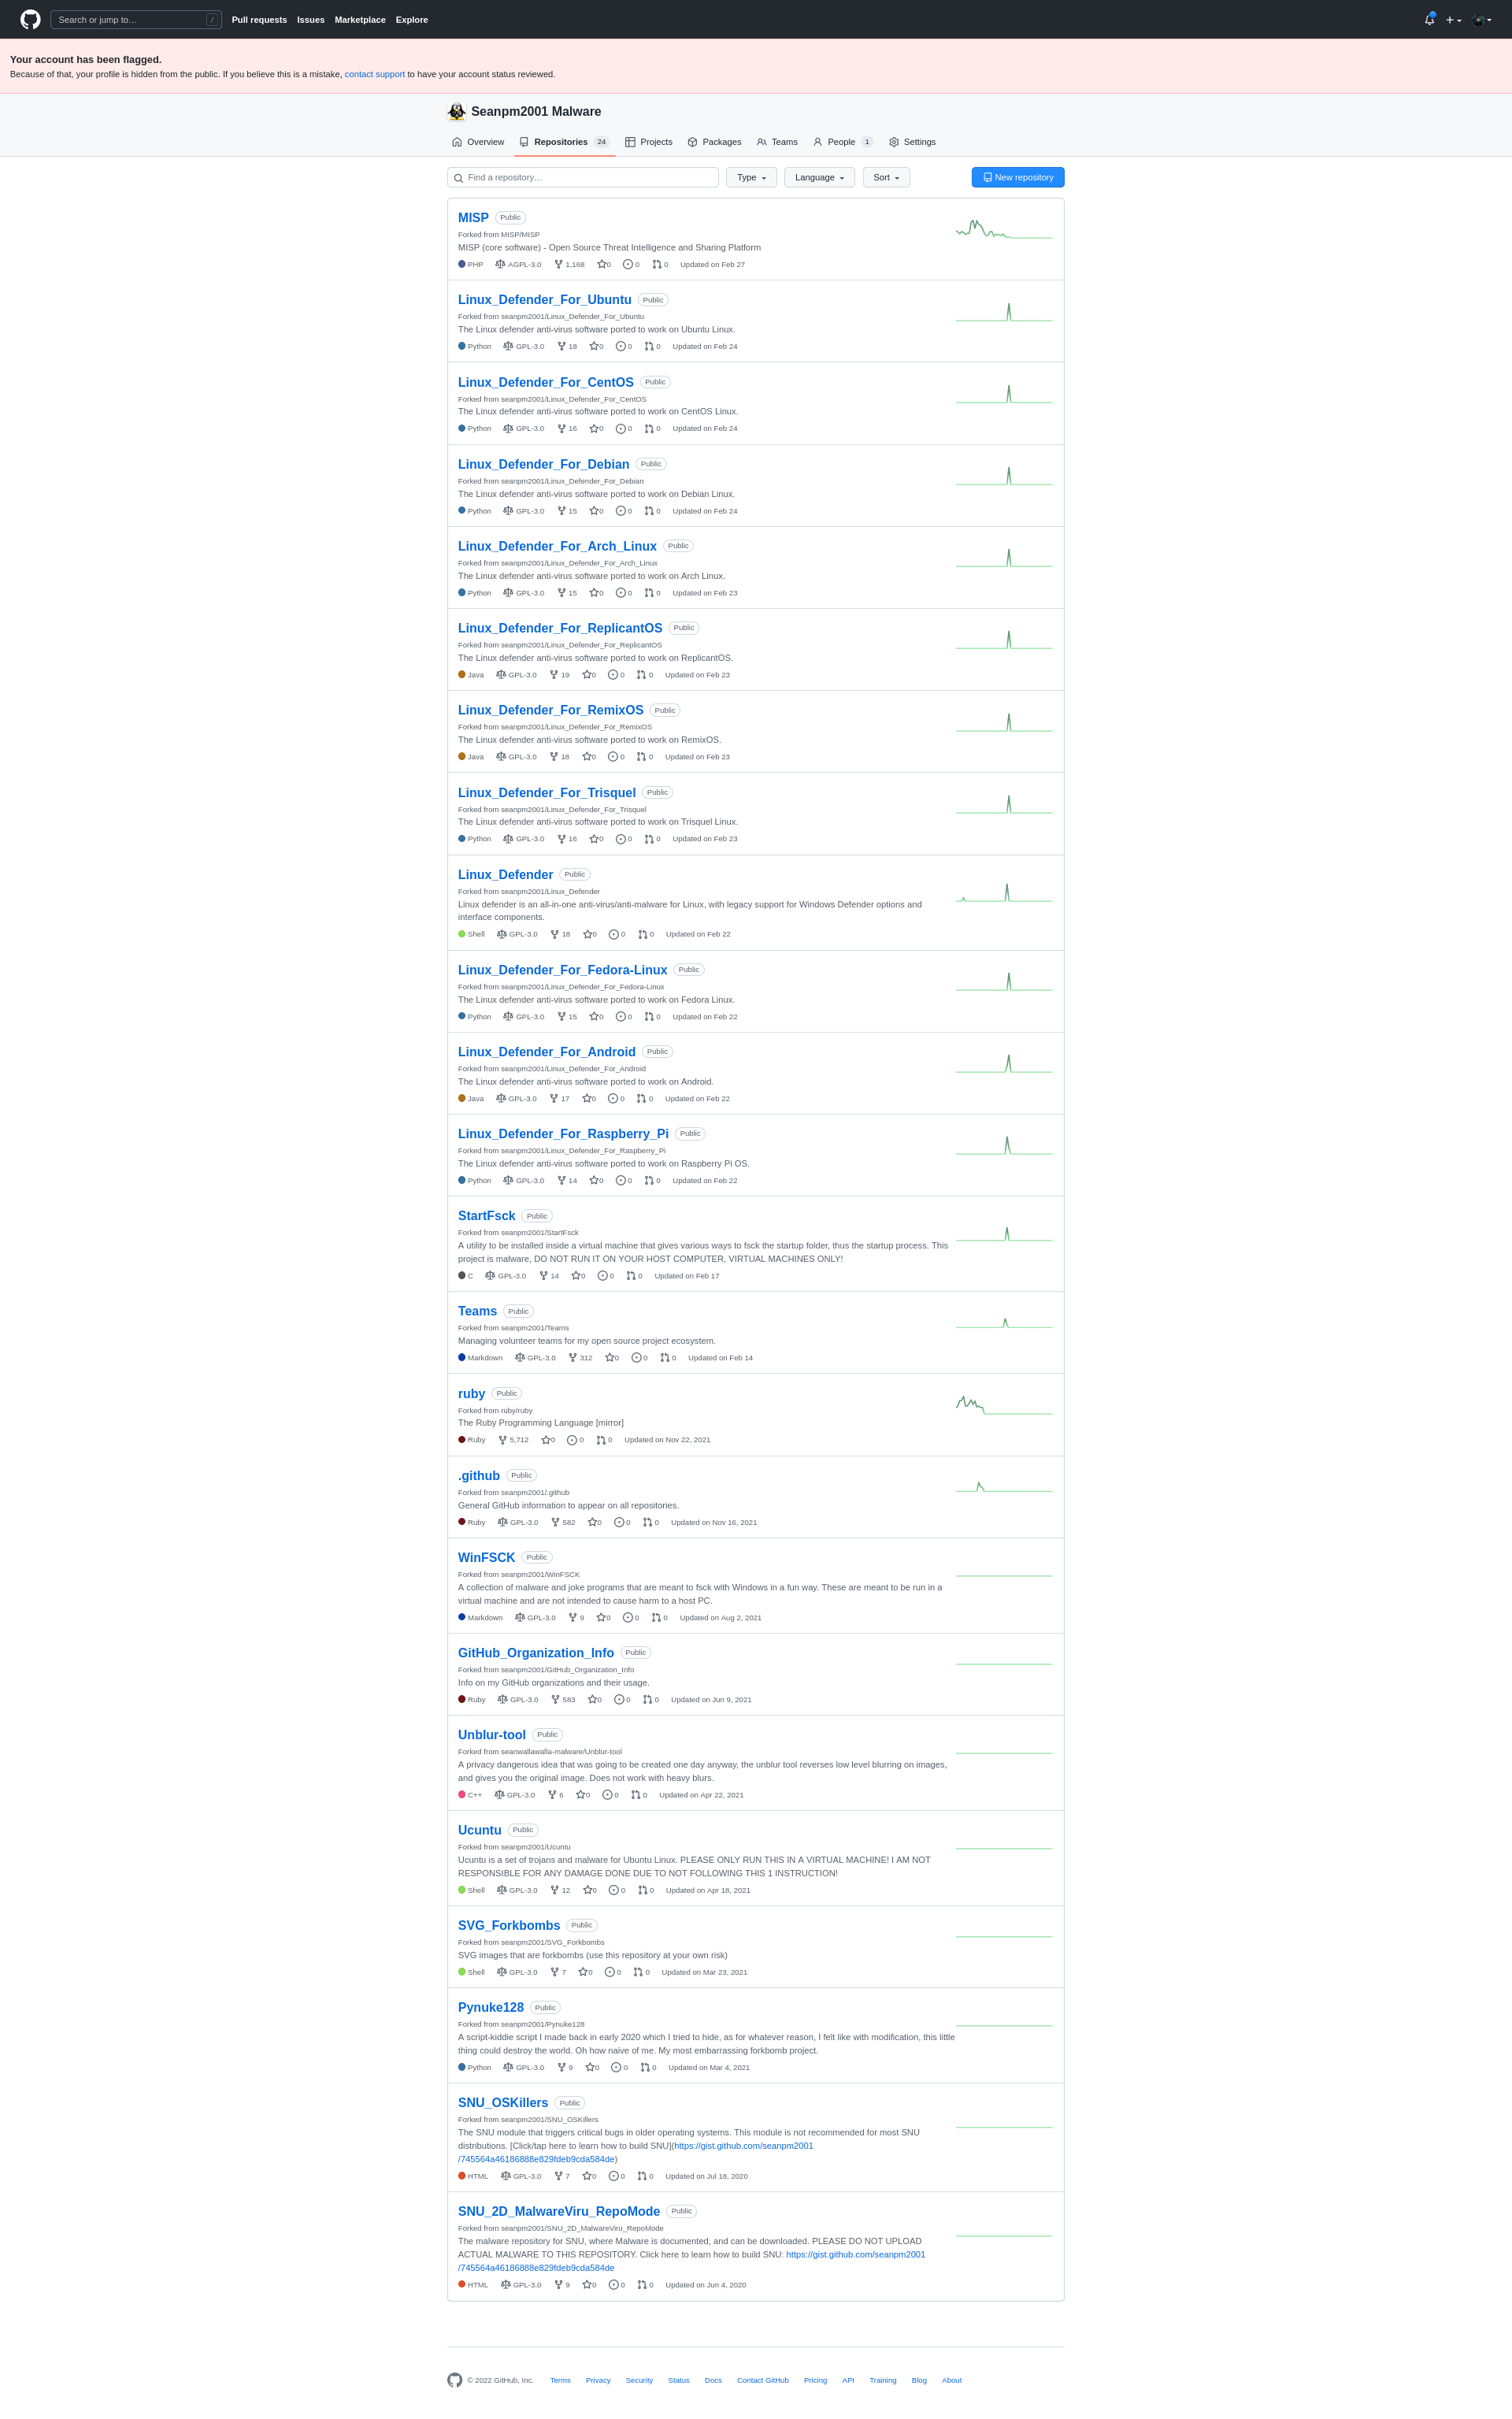 Search or jump to… /
Pull requests Issues Marketplace Explore
Your account has been flagged.
Because of that, your profile is hidden from the public. If you believe this is a mistake, contact support to have your account status reviewed.
Seanpm2001 Malware
Overview Repositories 24 Projects Packages Teams People 1 Settings
Find a repository… Type Language Sort New repository
MISP Public
Forked from MISP/MISP
MISP (core software) - Open Source Threat Intelligence and Sharing Platform
PHP AGPL-3.0 1,168 0 0 0 Updated on Feb 27
Linux_Defender_For_Ubuntu Public
Forked from seanpm2001/Linux_Defender_For_Ubuntu
The Linux defender anti-virus software ported to work on Ubuntu Linux.
Python GPL-3.0 18 0 0 0 Updated on Feb 24
Linux_Defender_For_CentOS Public
Forked from seanpm2001/Linux_Defender_For_CentOS
The Linux defender anti-virus software ported to work on CentOS Linux.
Python GPL-3.0 16 0 0 0 Updated on Feb 24
Linux_Defender_For_Debian Public
Forked from seanpm2001/Linux_Defender_For_Debian
The Linux defender anti-virus software ported to work on Debian Linux.
Python GPL-3.0 15 0 0 0 Updated on Feb 24
Linux_Defender_For_Arch_Linux Public
Forked from seanpm2001/Linux_Defender_For_Arch_Linux
The Linux defender anti-virus software ported to work on Arch Linux.
Python GPL-3.0 15 0 0 0 Updated on Feb 23
Linux_Defender_For_ReplicantOS Public
Forked from seanpm2001/Linux_Defender_For_ReplicantOS
The Linux defender anti-virus software ported to work on ReplicantOS.
Java GPL-3.0 19 0 0 0 Updated on Feb 23
Linux_Defender_For_RemixOS Public
Forked from seanpm2001/Linux_Defender_For_RemixOS
The Linux defender anti-virus software ported to work on RemixOS.
Java GPL-3.0 18 0 0 0 Updated on Feb 23
Linux_Defender_For_Trisquel Public
Forked from seanpm2001/Linux_Defender_For_Trisquel
The Linux defender anti-virus software ported to work on Trisquel Linux.
Python GPL-3.0 16 0 0 0 Updated on Feb 23
Linux_Defender Public
Forked from seanpm2001/Linux_Defender
Linux defender is an all-in-one anti-virus/anti-malware for Linux, with legacy support for Windows Defender options and
interface components.
Shell GPL-3.0 18 0 0 0 Updated on Feb 22
Linux_Defender_For_Fedora-Linux Public
Forked from seanpm2001/Linux_Defender_For_Fedora-Linux
The Linux defender anti-virus software ported to work on Fedora Linux.
Python GPL-3.0 15 0 0 0 Updated on Feb 22
Linux_Defender_For_Android Public
Forked from seanpm2001/Linux_Defender_For_Android
The Linux defender anti-virus software ported to work on Android.
Java GPL-3.0 17 0 0 0 Updated on Feb 22
Linux_Defender_For_Raspberry_Pi Public
Forked from seanpm2001/Linux_Defender_For_Raspberry_Pi
The Linux defender anti-virus software ported to work on Raspberry Pi OS.
Python GPL-3.0 14 0 0 0 Updated on Feb 22
StartFsck Public
Forked from seanpm2001/StartFsck
A utility to be installed inside a virtual machine that gives various ways to fsck the startup folder, thus the startup process. This
project is malware, DO NOT RUN IT ON YOUR HOST COMPUTER, VIRTUAL MACHINES ONLY!
C GPL-3.0 14 0 0 0 Updated on Feb 17
Teams Public
Forked from seanpm2001/Teams
Managing volunteer teams for my open source project ecosystem.
Markdown GPL-3.0 312 0 0 0 Updated on Feb 14
ruby Public
Forked from ruby/ruby
The Ruby Programming Language [mirror]
Ruby 5,712 0 0 0 Updated on Nov 22, 2021
.github Public
Forked from seanpm2001/.github
General GitHub information to appear on all repositories.
Ruby GPL-3.0 582 0 0 0 Updated on Nov 16, 2021
WinFSCK Public
Forked from seanpm2001/WinFSCK
A collection of malware and joke programs that are meant to fsck with Windows in a fun way. These are meant to be run in a
virtual machine and are not intended to cause harm to a host PC.
Markdown GPL-3.0 9 0 0 0 Updated on Aug 2, 2021
GitHub_Organization_Info Public
Forked from seanpm2001/GitHub_Organization_Info
Info on my GitHub organizations and their usage.
Ruby GPL-3.0 583 0 0 0 Updated on Jun 9, 2021
Unblur-tool Public
Forked from seanwallawalla-malware/Unblur-tool
A privacy dangerous idea that was going to be created one day anyway, the unblur tool reverses low level blurring on images,
and gives you the original image. Does not work with heavy blurs.
C++ GPL-3.0 6 0 0 0 Updated on Apr 22, 2021
Ucuntu Public
Forked from seanpm2001/Ucuntu
Ucuntu is a set of trojans and malware for Ubuntu Linux. PLEASE ONLY RUN THIS IN A VIRTUAL MACHINE! I AM NOT
RESPONSIBLE FOR ANY DAMAGE DONE DUE TO NOT FOLLOWING THIS 1 INSTRUCTION!
Shell GPL-3.0 12 0 0 0 Updated on Apr 18, 2021
SVG_Forkbombs Public
Forked from seanpm2001/SVG_Forkbombs
SVG images that are forkbombs (use this repository at your own risk)
Shell GPL-3.0 7 0 0 0 Updated on Mar 23, 2021
Pynuke128 Public
Forked from seanpm2001/Pynuke128
A script-kiddie script I made back in early 2020 which I tried to hide, as for whatever reason, I felt like with modification, this little
thing could destroy the world. Oh how naive of me. My most embarrassing forkbomb project.
Python GPL-3.0 9 0 0 0 Updated on Mar 4, 2021
SNU_OSKillers Public
Forked from seanpm2001/SNU_OSKillers
The SNU module that triggers critical bugs in older operating systems. This module is not recommended for most SNU
distributions. [Click/tap here to learn how to build SNU](https://gist.github.com/seanpm2001
/745564a46186888e829fdeb9cda584de)
HTML GPL-3.0 7 0 0 0 Updated on Jul 18, 2020
SNU_2D_MalwareViru_RepoMode Public
Forked from seanpm2001/SNU_2D_MalwareViru_RepoMode
The malware repository for SNU, where Malware is documented, and can be downloaded. PLEASE DO NOT UPLOAD
ACTUAL MALWARE TO THIS REPOSITORY. Click here to learn how to build SNU: https://gist.github.com/seanpm2001
/745564a46186888e829fdeb9cda584de
HTML GPL-3.0 9 0 0 0 Updated on Jun 4, 2020
© 2022 GitHub, Inc. Terms Privacy Security Status Docs Contact GitHub Pricing API Training Blog About